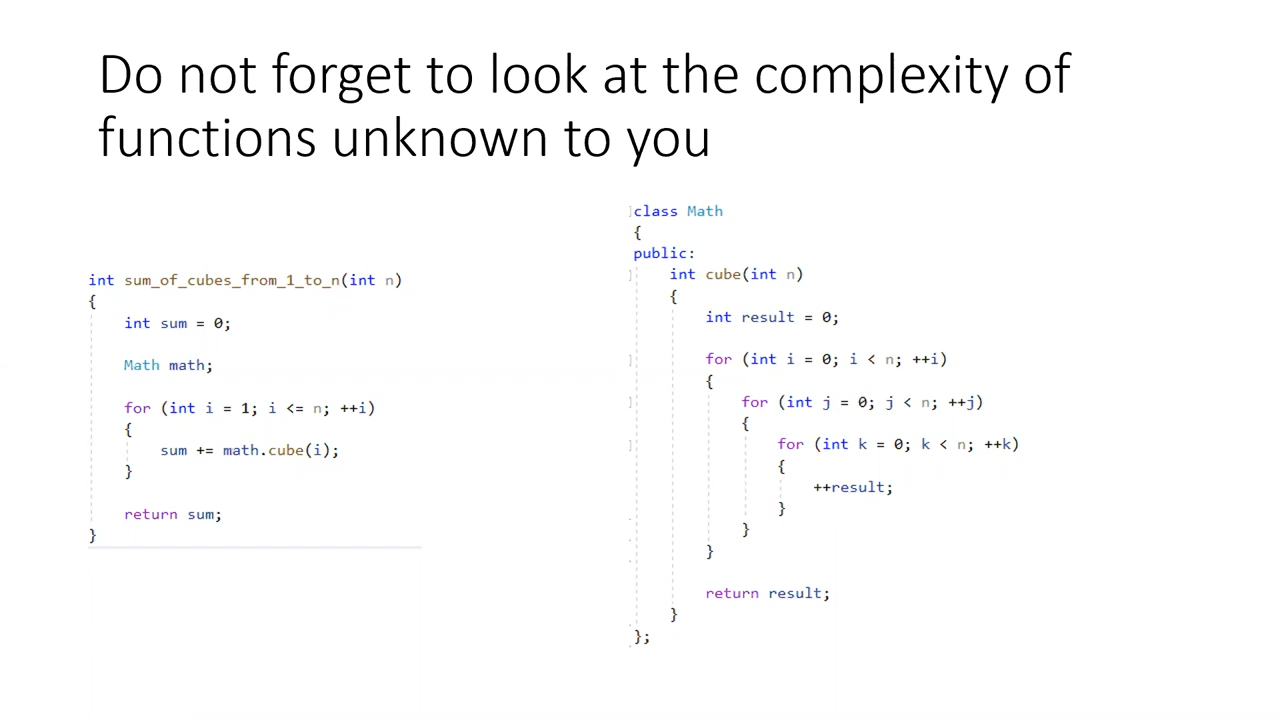 Do not forget to look at the complexity of
functions unknown to you
int sum_of_cubes_from_1_to_n(int n)
{
int sum = 0;
Math math;
for (int i = 1; i <= n; ++i)
{
sum += math.cube(i);
}
return sum;
}
class Math
{
public:
int cube(int n)
{
int result = 0;
for (int i = 0; i < n; ++i)
{
for (int j = 0; j < n; ++j)
{
for (int k = 0; k < n; ++k)
{
++result;
}
}
}
return result;
}
};